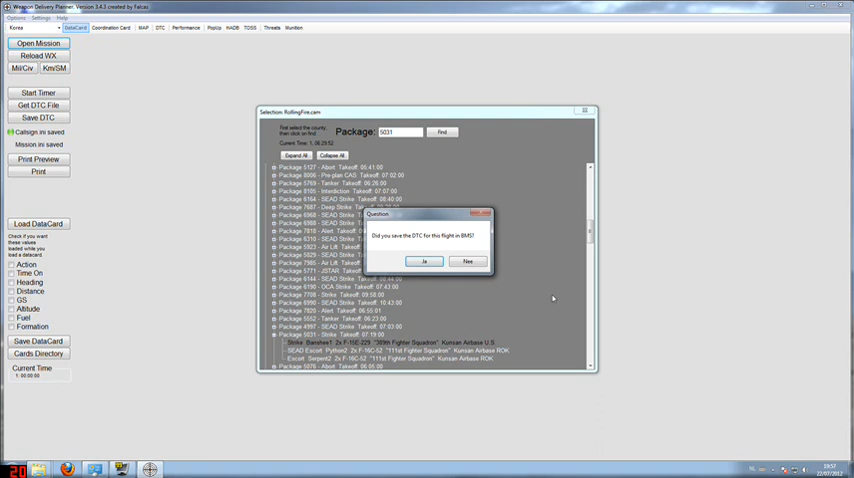 Weapon Delivery Planner. Version 3.4.3 created by Falcas
Options Settings Help
Korea DataCard Coordination Card MAP DTC Performance PopUp HADB TOSS Threats Munition
Open Mission
Reload WX
Mil/Civ Km/SM
Start Timer
Get DTC File
Save DTC
Callsign ini saved
Mission ini saved
Print Preview
Print
Load DataCard
Check if you want
these values
loaded while you
load a datacard.
Action
Time On
Heading
Distance
GS
Altitude
Fuel
Formation
Save DataCard
Cards Directory
Current Time
1: 00:00:00
Selection: RollingFire.cam
First select the county,
then click on find.
Package: 5031 Find
Current Time: 1, 06:29:52
Expand All Collapse All
Package 5127 - Abort Takeoff: 05:41:00
Package 8006 - Pre-plan CAS Takeoff: 07:02:00
Package 5769 - Tanker Takeoff: 06:26:00
Package 8105 - Interdiction Takeoff: 07:07:00
Package 6164 - SEAD Strike Takeoff: 08:40:00
Package 7687 - Deep Strike
Package 6968 - SEAD Strike
Package 6988 - SEAD Strike
Package 7818 - Alert
Package 6310 - SEAD Strike
Package 5923 - Air Lift
Package 5029 - SEAD Strike
Package 7985 - Air Lift
Package 5771 - JSTAR
Package 6144 - SEAD Strike Takeoff: 08:44:00
Package 6198 - OCA Strike Takeoff: 07:43:00
Package 7708 - Strike Takeoff: 09:58:00
Package 6990 - SEAD Strike Takeoff: 10:43:00
Package 7820 - Alert Takeoff: 06:55:01
Package 5552 - Tanker Takeoff: 06:23:00
Package 4997 - SEAD Strike Takeoff: 07:03:00
Package 5031 - SEAD Strike Takeoff: 07:19:00
Strike Banshee1 2x F-15E-229 "389th Fighter Squadron" Kunsan Airbase U.S.
SEAD Escort Python2 2x F-16C-52 "111st Fighter Squadron" Kunsan Airbase ROK
Escort Serpent2 2x F-16C-52 "111st Fighter Squadron" Kunsan Airbase ROK
Package 5076 - Abort Takeoff: 06:05:00
Question
Did you save the DTC for this flight in BMS?
Ja Nee
20
NL
19:57
22/07/2012